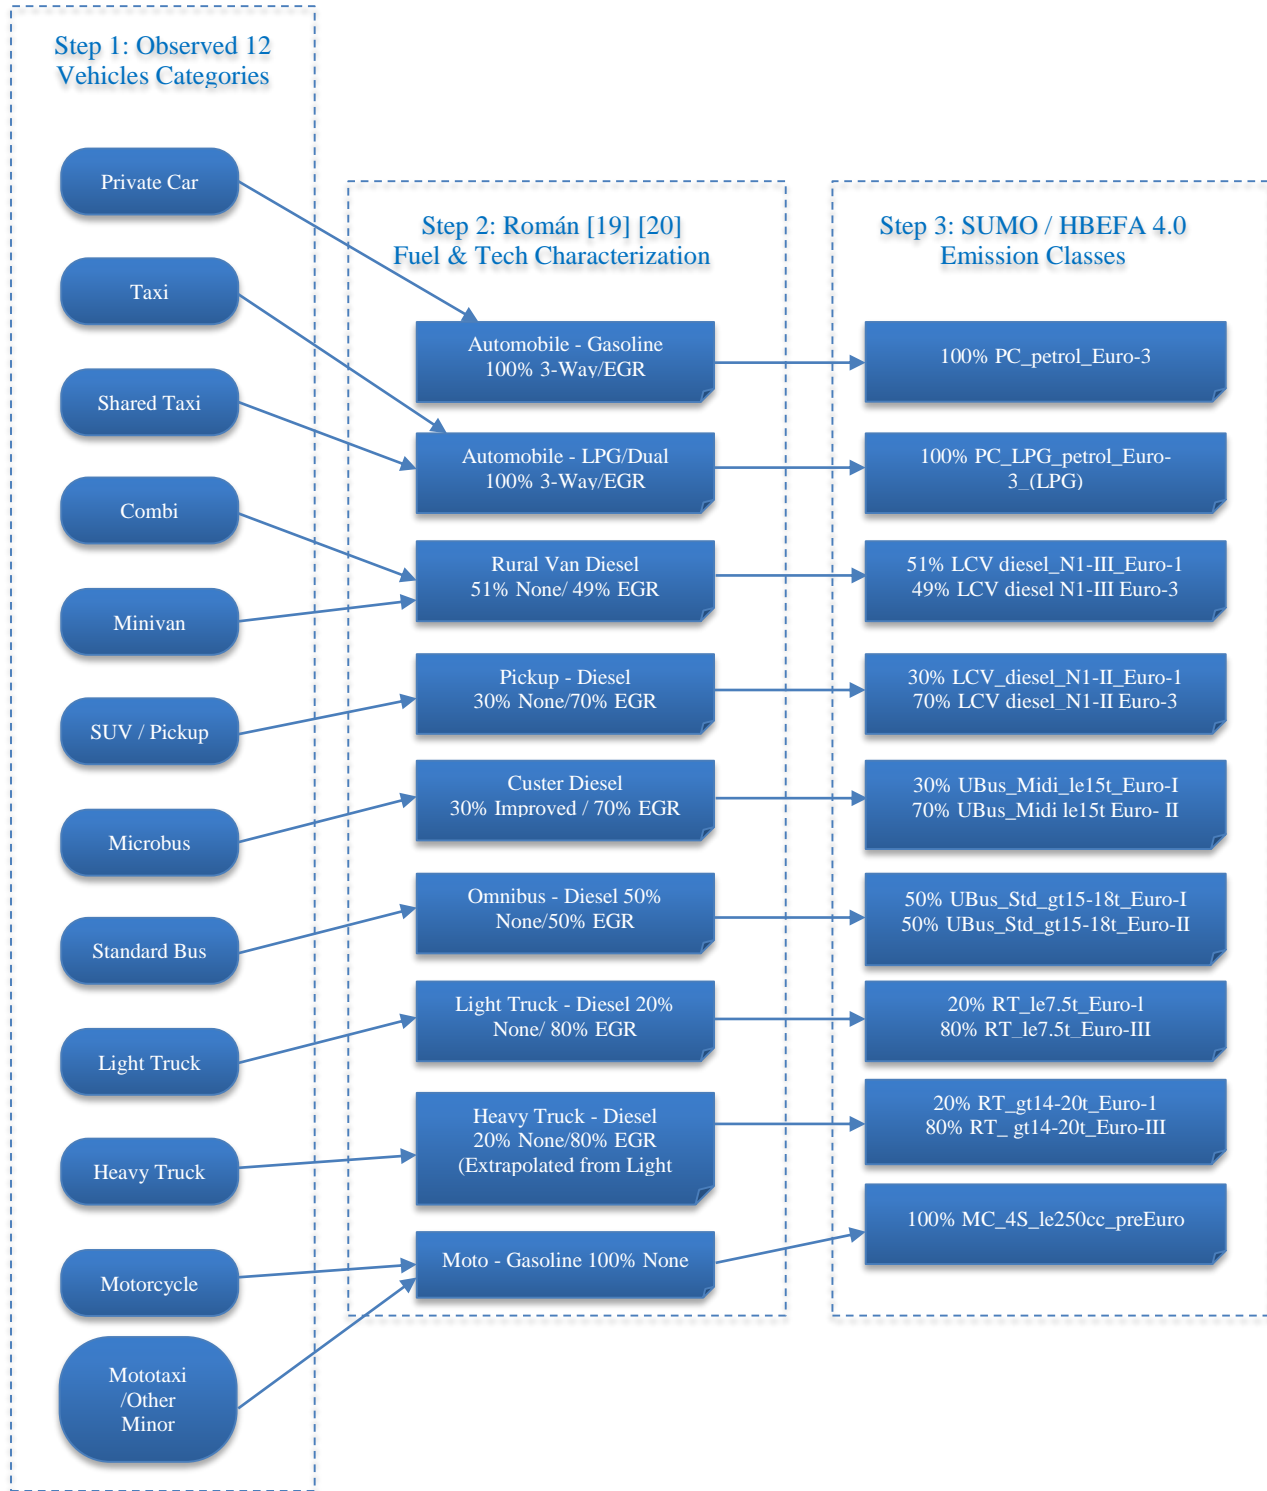 Step 1: Observed 12
Vehicles Categories
Private Car
Taxi
Shared Taxi
Combi
Minivan
SUV / Pickup
Microbus
Standard Bus
Light Truck
Heavy Truck
Motorcycle
Mototaxi
/Other
Minor
Step 2: Román [19] [20]
Fuel & Tech Characterization
Automobile - Gasoline
100% 3-Way/EGR
Automobile - LPG/Dual
100% 3-Way/EGR
Rural Van Diesel
51% None/ 49% EGR
Pickup - Diesel
30% None/70% EGR
Custer Diesel
30% Improved / 70% EGR
Omnibus - Diesel 50%
None/50% EGR
Light Truck - Diesel 20%
None/ 80% EGR
Heavy Truck - Diesel
20% None/80% EGR
(Extrapolated from Light
Moto - Gasoline 100% None
Step 3: SUMO / HBEFA 4.0
Emission Classes
100% PC_petrol_Euro-3
100% PC_LPG_petrol_Euro-
3_(LPG)
51% LCV diesel_N1-III_Euro-1
49% LCV diesel N1-III Euro-3
30% LCV_diesel_N1-II_Euro-1
70% LCV diesel_N1-II Euro-3
30% UBus_Midi_le15t_Euro-I
70% UBus_Midi le15t Euro- II
50% UBus_Std_gt15-18t_Euro-I
50% UBus_Std_gt15-18t_Euro-II
20% RT_le7.5t_Euro-l
80% RT_le7.5t_Euro-III
20% RT_gt14-20t_Euro-1
80% RT_ gt14-20t_Euro-III
100% MC_4S_le250cc_preEuro